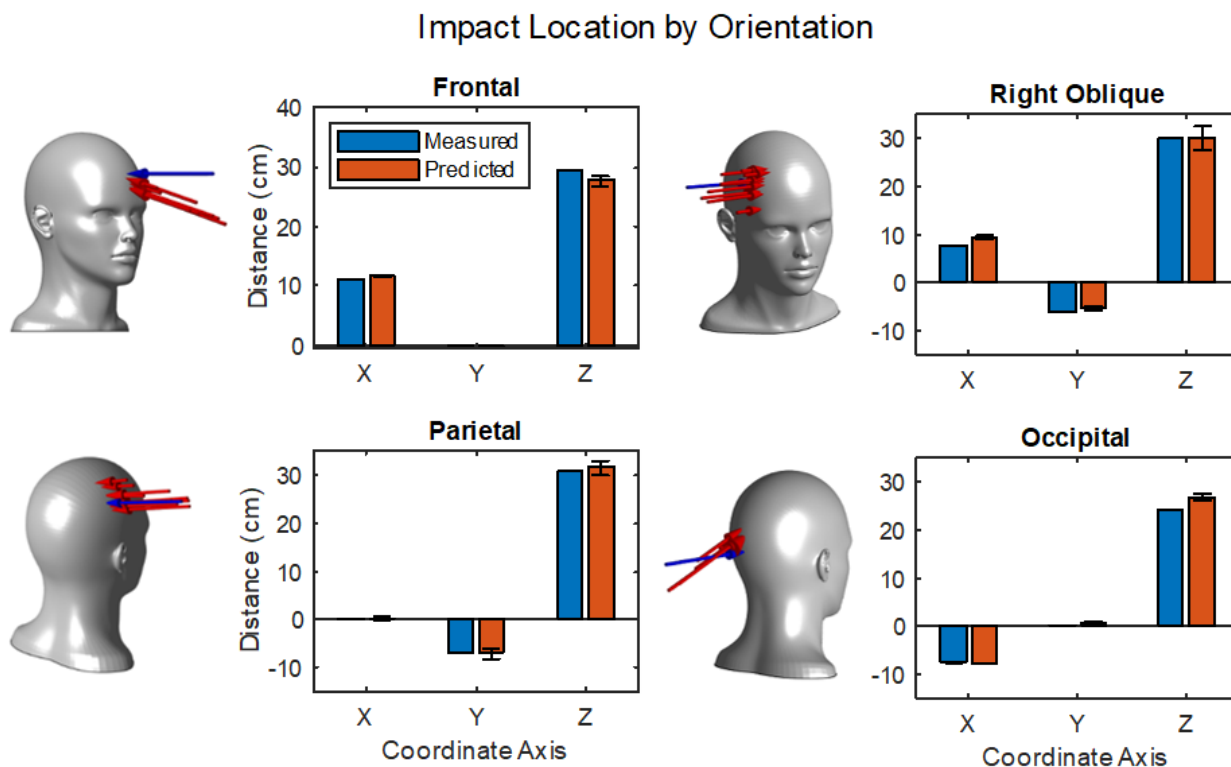 Impact Location by Orientation
Frontal
40
30
20
10
0
Distance (cm)
Measured
Predicted
X Y Z
Right Oblique
30
20
10
0
-10
X Y Z
Parietal
30
20
10
0
-10
Distance (cm)
X Y Z
Coordinate Axis
Occipital
30
20
10
0
-10
X Y Z
Coordinate Axis